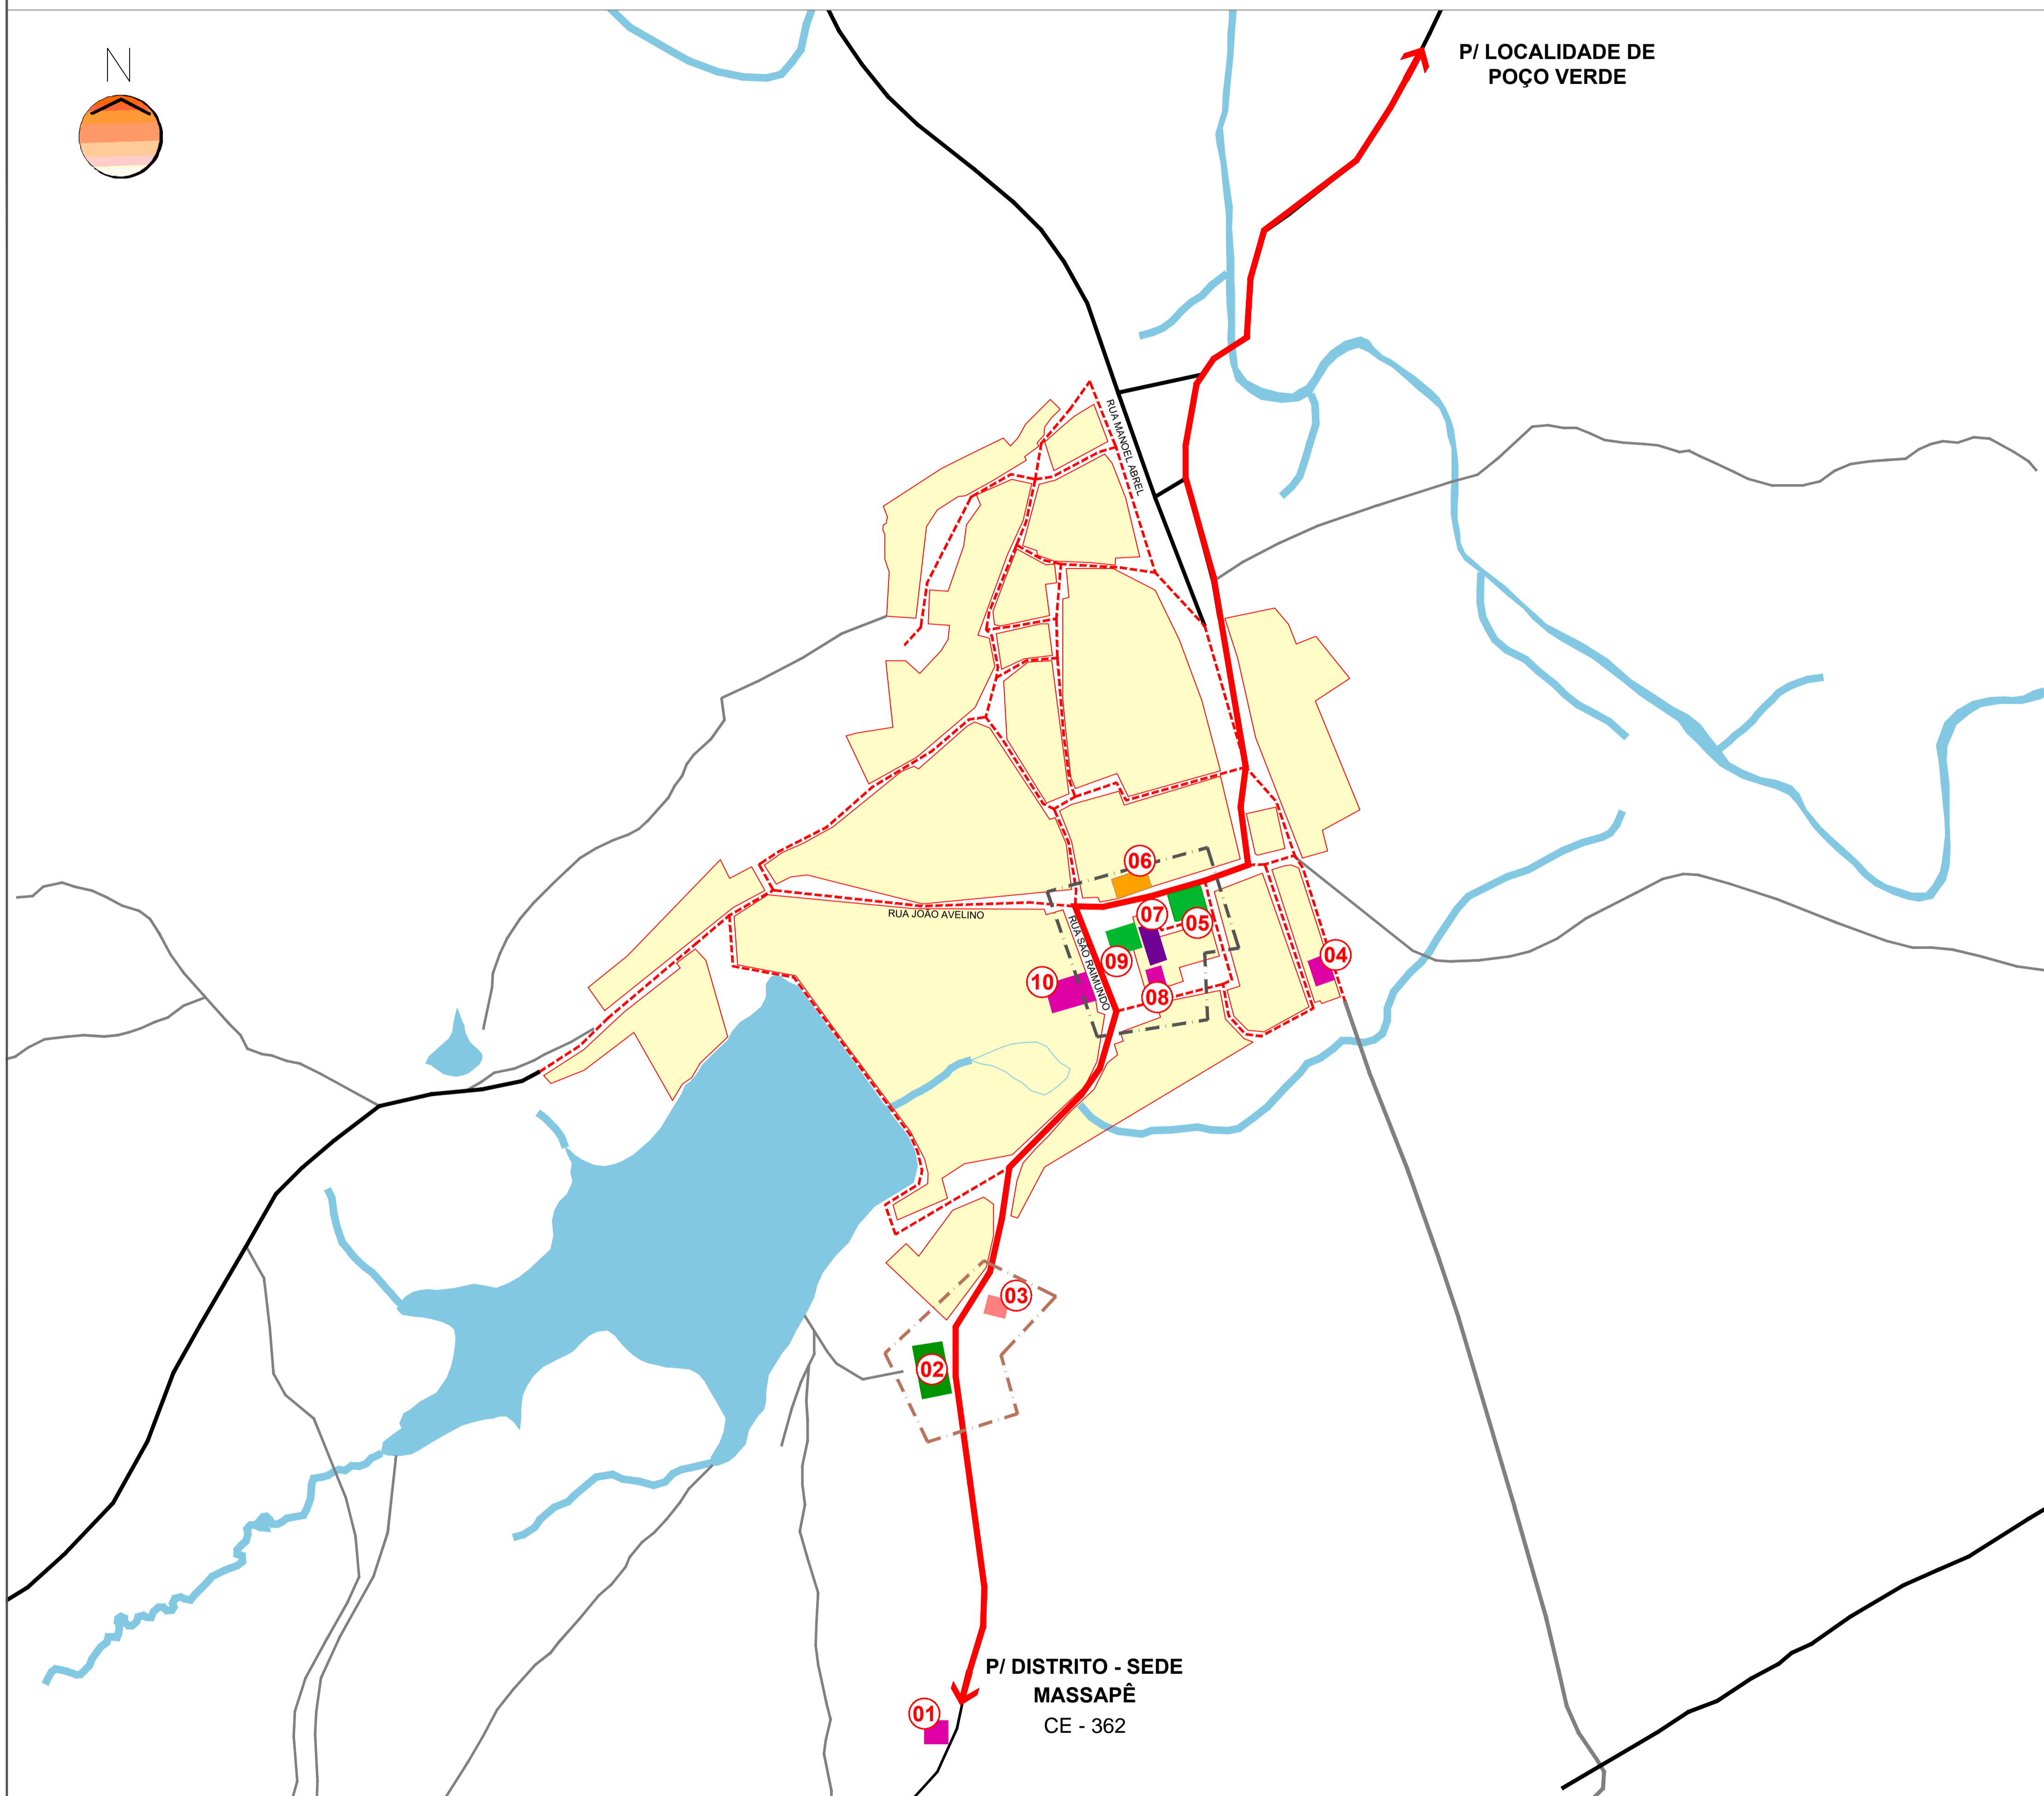 N
P/ LOCALIDADE DE
POÇO VERDE
RUA MANOEL ABREL
06
07
05
RUA JOÃO AVELINO
RUA SÃO RAIMUNDO
09
04
10
08
03
02
P/ DISTRITO - SEDE
MASSAPÊ
01
CE - 362